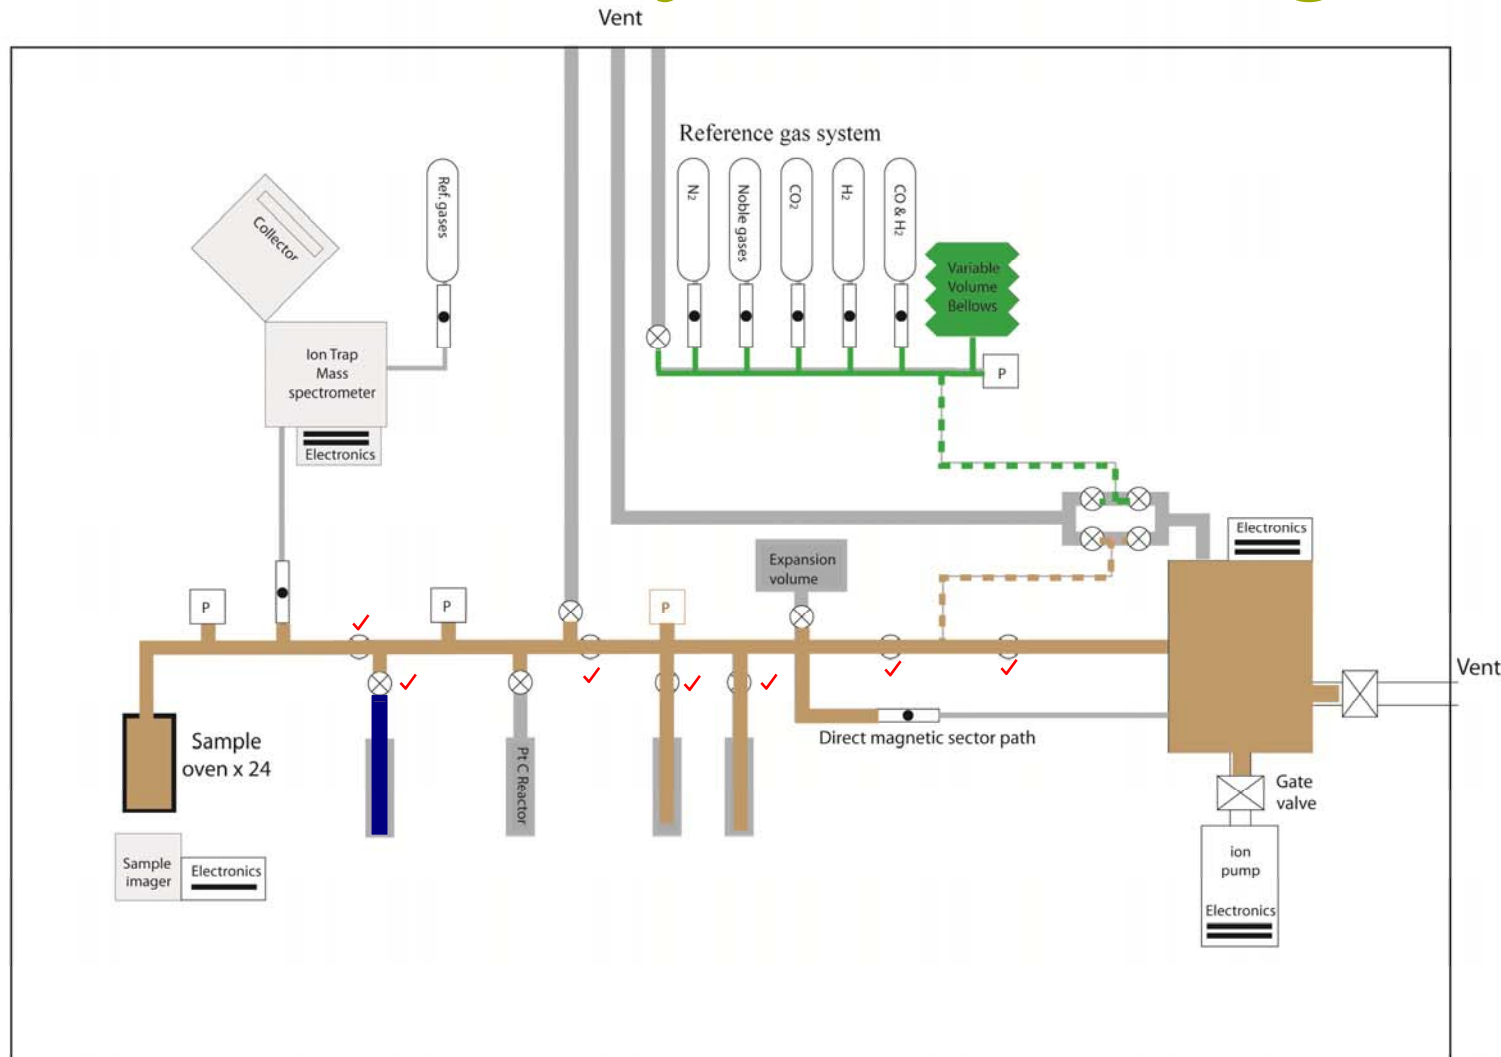 Vent
Reference gas system
N2
Noble gases
CO2
H2
CO & H2
Ref. gases
Collector
Variable
Volume
Bellows
Ion Trap
Mass
spectrometer
P
Electronics
Electronics
Expansion
volume
P
P
P
Vent
Sample
oven x 24
Direct magnetic sector path
Pt C Reactor
Gate
valve
Sample
imager
Electronics
ion
pump
Electronics